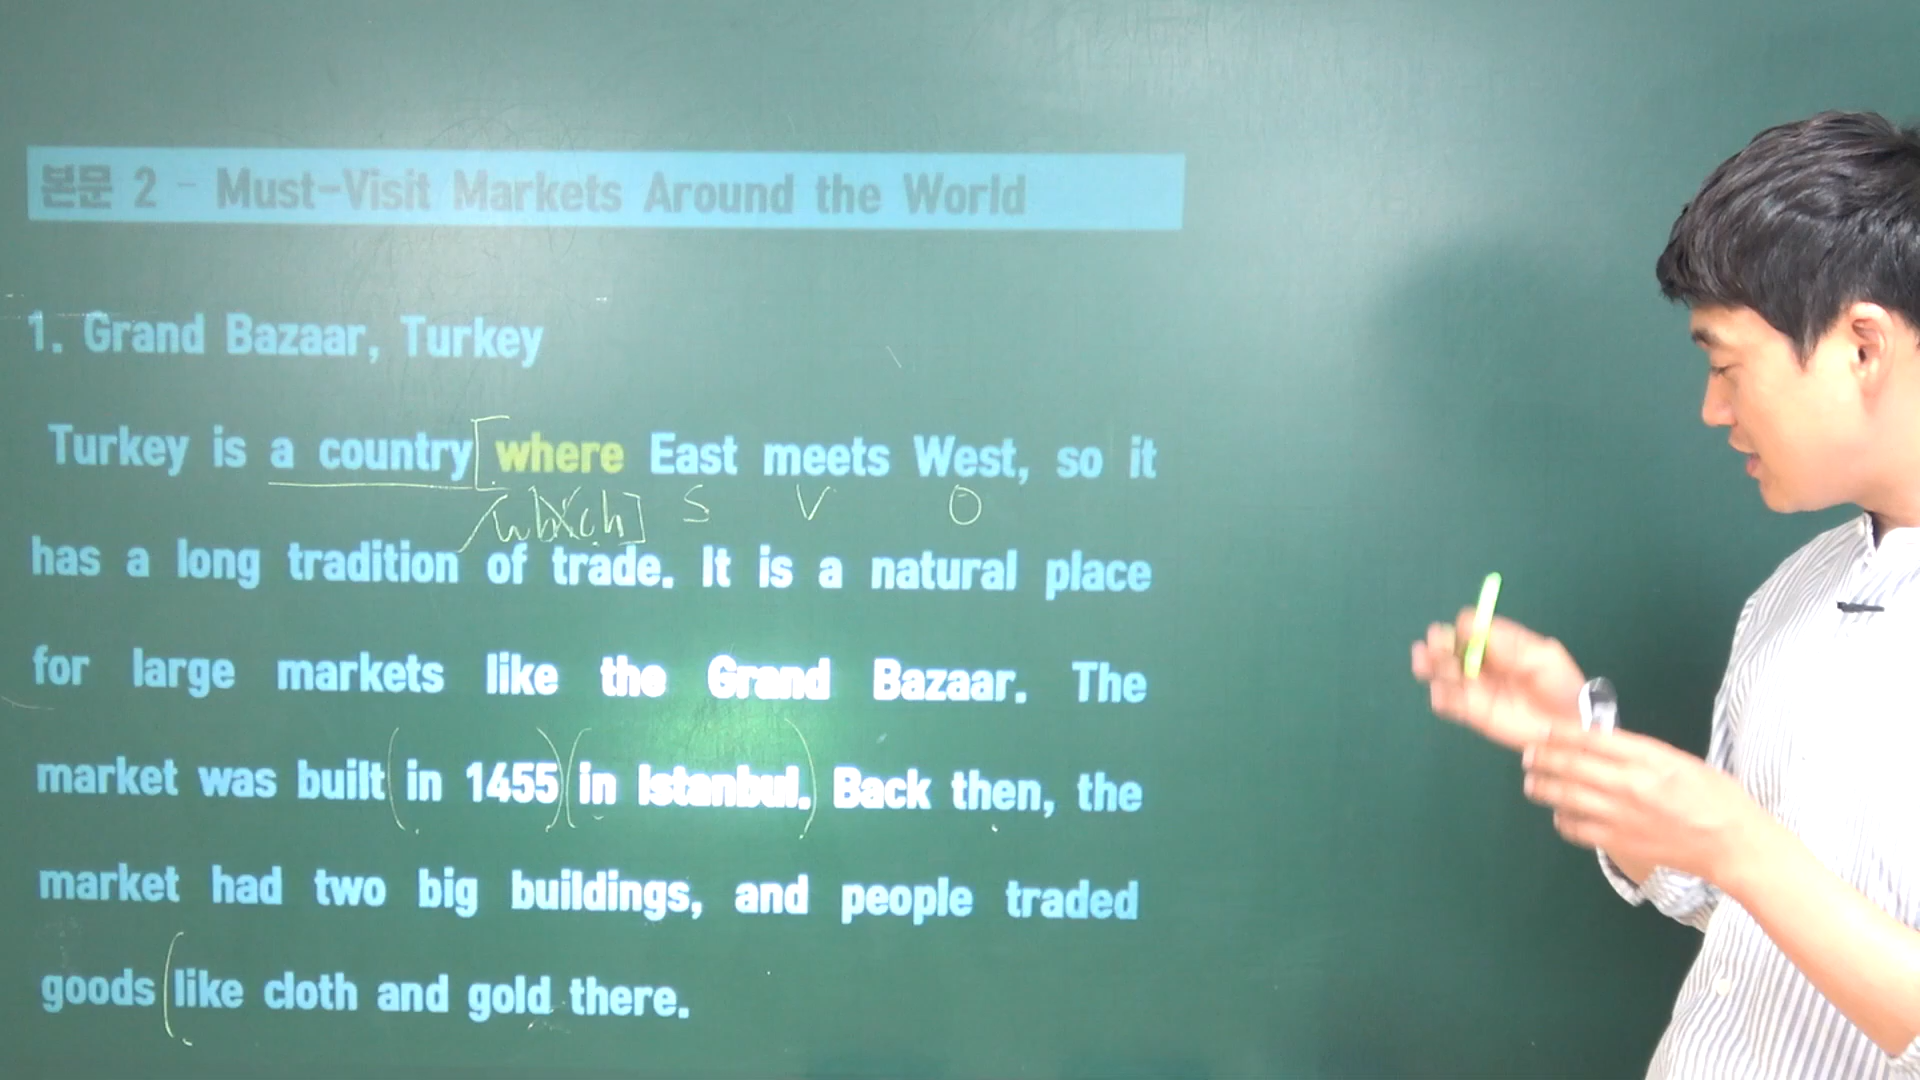 본문 2 - Must-Visit Markets Around the World
1. Grand Bazaar, Turkey
Turkey is a country [where East meets West, so it
which] S V O
has a long tradition of trade. It is a natural place
for large markets like the Grand Bazaar. The
market was built (in 1455) (in Istanbul.) Back then, the
market had two big buildings, and people traded
goods (like cloth and gold there.